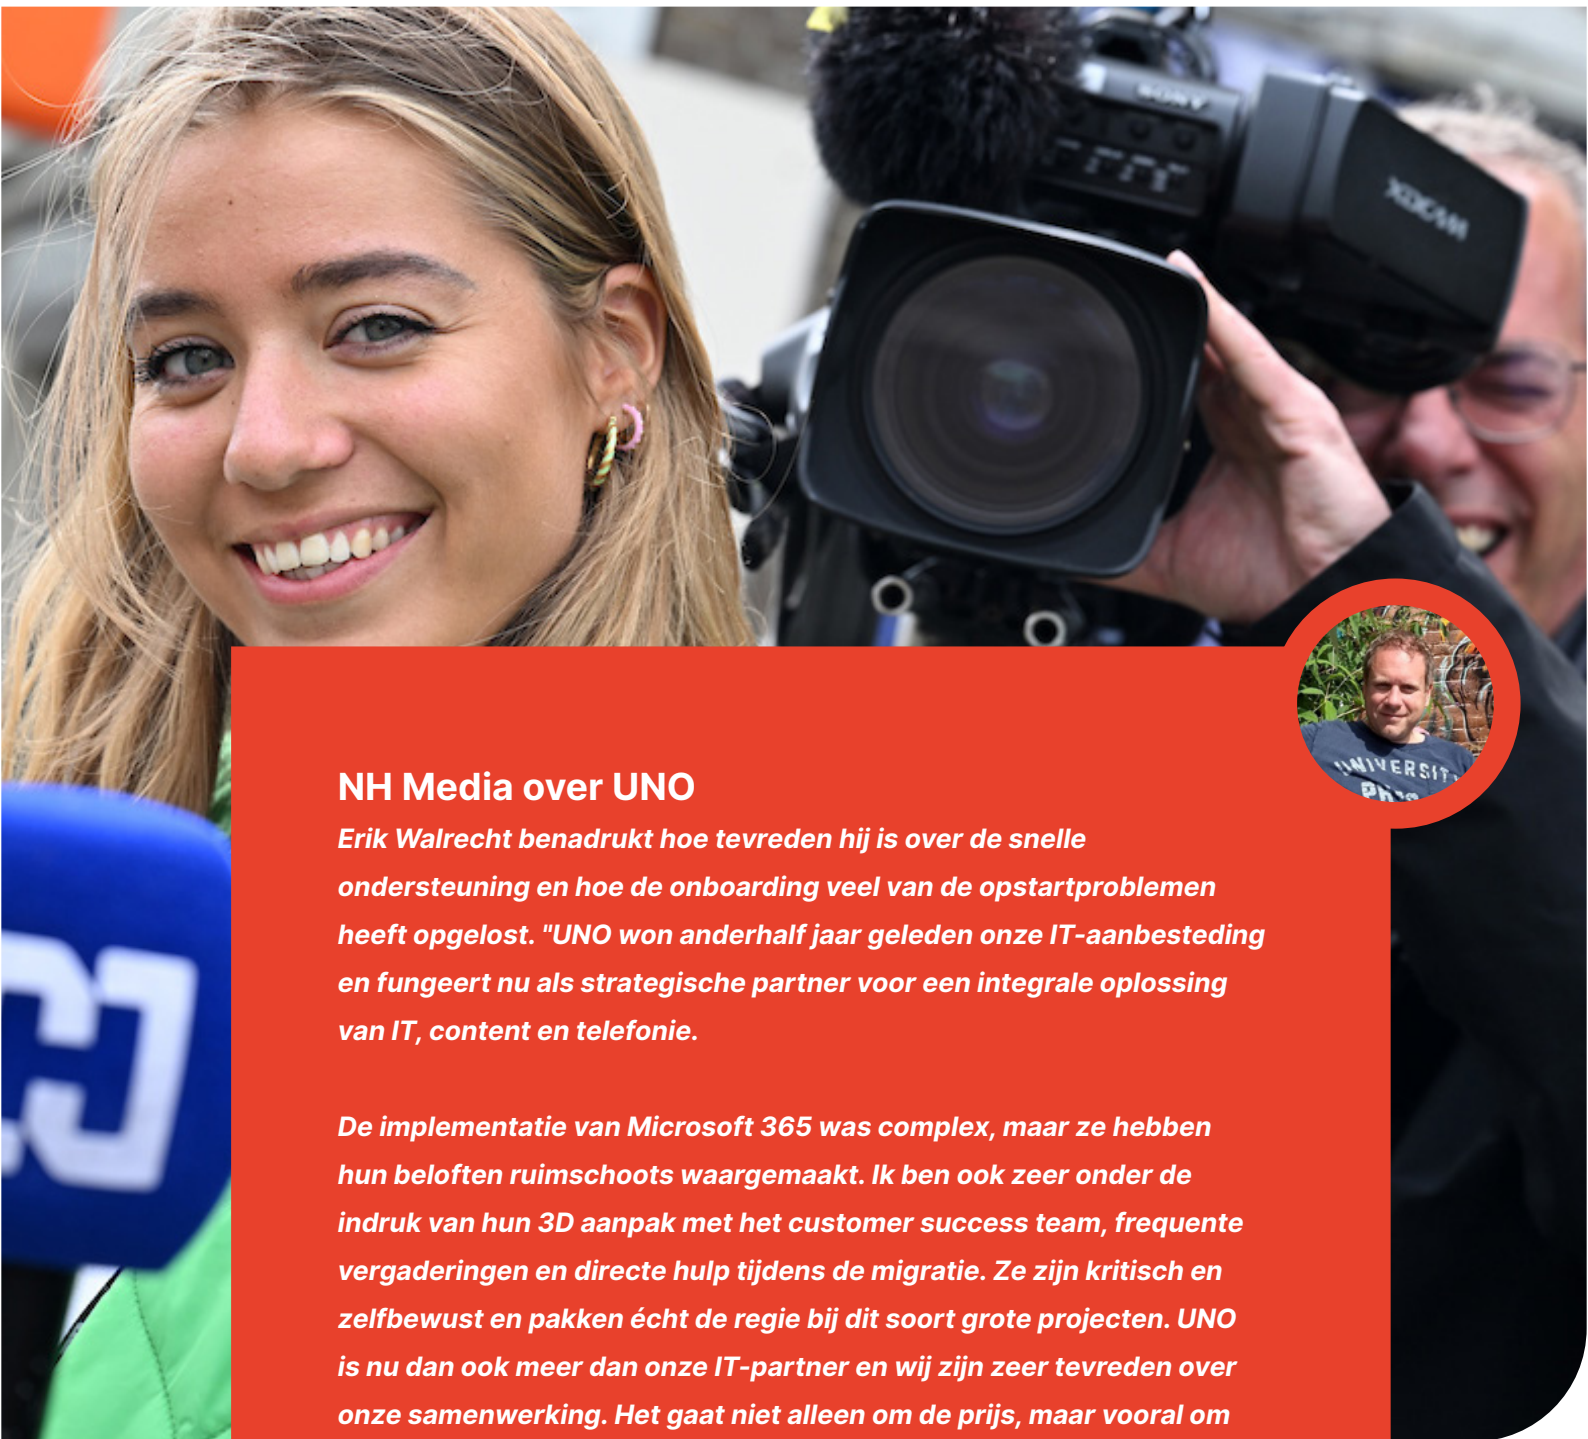 SONY
XDCAM
UNIVERSITY
NH Media over UNO
Erik Walrecht benadrukt hoe tevreden hij is over de snelle
ondersteuning en hoe de onboarding veel van de opstartproblemen
heeft opgelost. "UNO won anderhalf jaar geleden onze IT-aanbesteding
en fungeert nu als strategische partner voor een integrale oplossing
van IT, content en telefonie.
De implementatie van Microsoft 365 was complex, maar ze hebben
hun beloften ruimschoots waargemaakt. Ik ben ook zeer onder de
indruk van hun 3D aanpak met het customer success team, frequente
vergaderingen en directe hulp tijdens de migratie. Ze zijn kritisch en
zelfbewust en pakken écht de regie bij dit soort grote projecten. UNO
is nu dan ook meer dan onze IT-partner en wij zijn zeer tevreden over
onze samenwerking. Het gaat niet alleen om de prijs, maar vooral om